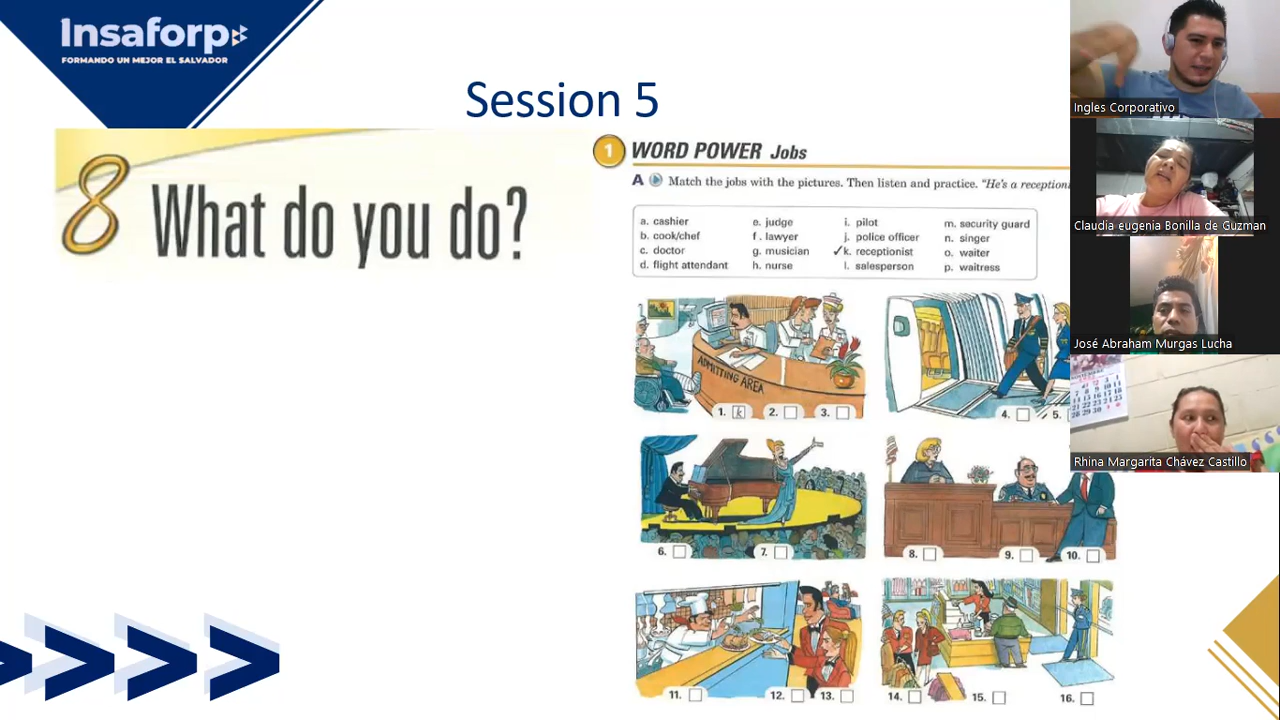 Insaforp
FORMANDO UN MEJOR EL SALVADOR
Session 5
8 What do you do?
1 WORD POWER Jobs
A Match the jobs with the pictures. Then listen and practice. "He's a reception
a. cashier
b. cook/chef
c. doctor
d. flight attendant
e. judge
f. lawyer
g. musician
h. nurse
i. pilot
j. police officer
✓k. receptionist
l. salesperson
m. security guard
n. singer
o. waiter
p. waitress
ADMITTING AREA
1. k 2. 3.
4. 5.
6. 7.
8. 9. 10.
11. 12. 13.
14. 15. 16.
Ingles Corporativo
Claudia eugenia Bonilla de Guzman
José Abraham Murgas Lucha
Rhina Margarita Chávez Castillo